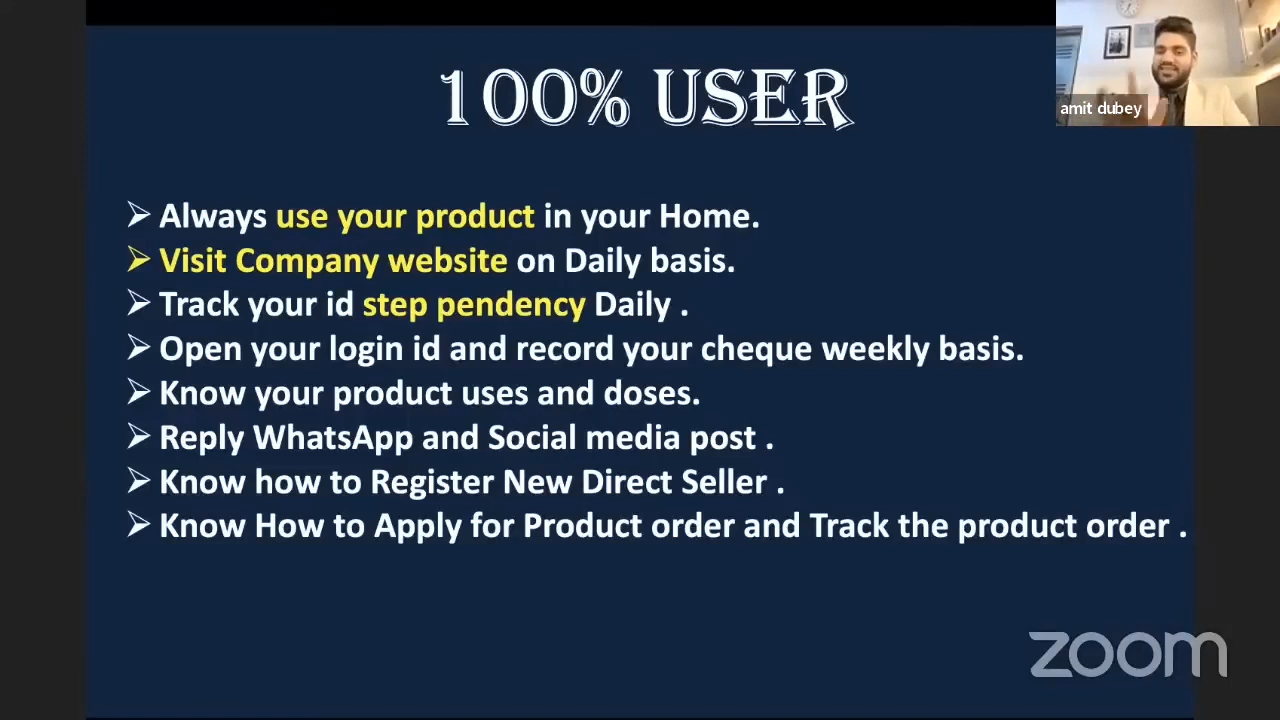 100% USER
amit dubey
Always use your product in your Home.
Visit Company website on Daily basis.
Track your id step pendency Daily .
Open your login id and record your cheque weekly basis.
Know your product uses and doses.
Reply WhatsApp and Social media post .
Know how to Register New Direct Seller .
Know How to Apply for Product order and Track the product order .
zoom